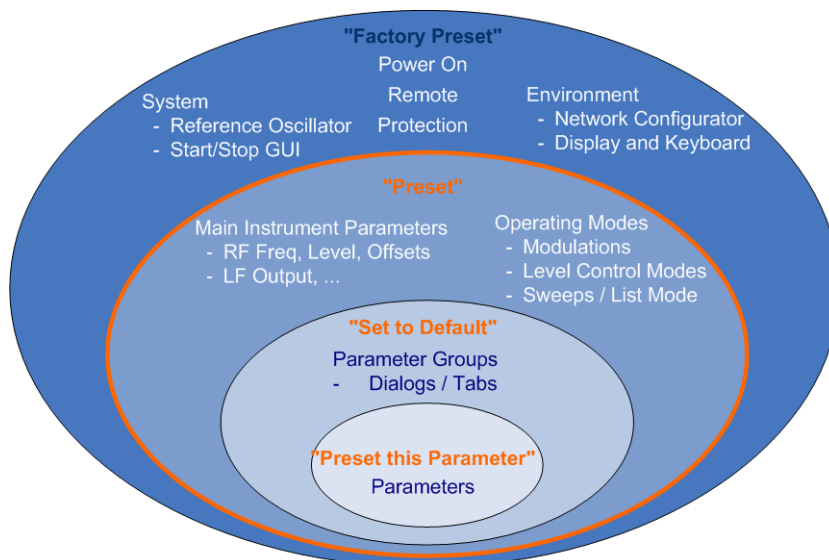 "Factory Preset"
Power On
Remote
Protection
System
- Reference Oscillator
- Start/Stop GUI
Environment
- Network Configurator
- Display and Keyboard
"Preset"
Main Instrument Parameters
- RF Freq, Level, Offsets
- LF Output, ...
Operating Modes
- Modulations
- Level Control Modes
- Sweeps / List Mode
"Set to Default"
Parameter Groups
- Dialogs / Tabs
"Preset this Parameter"
Parameters